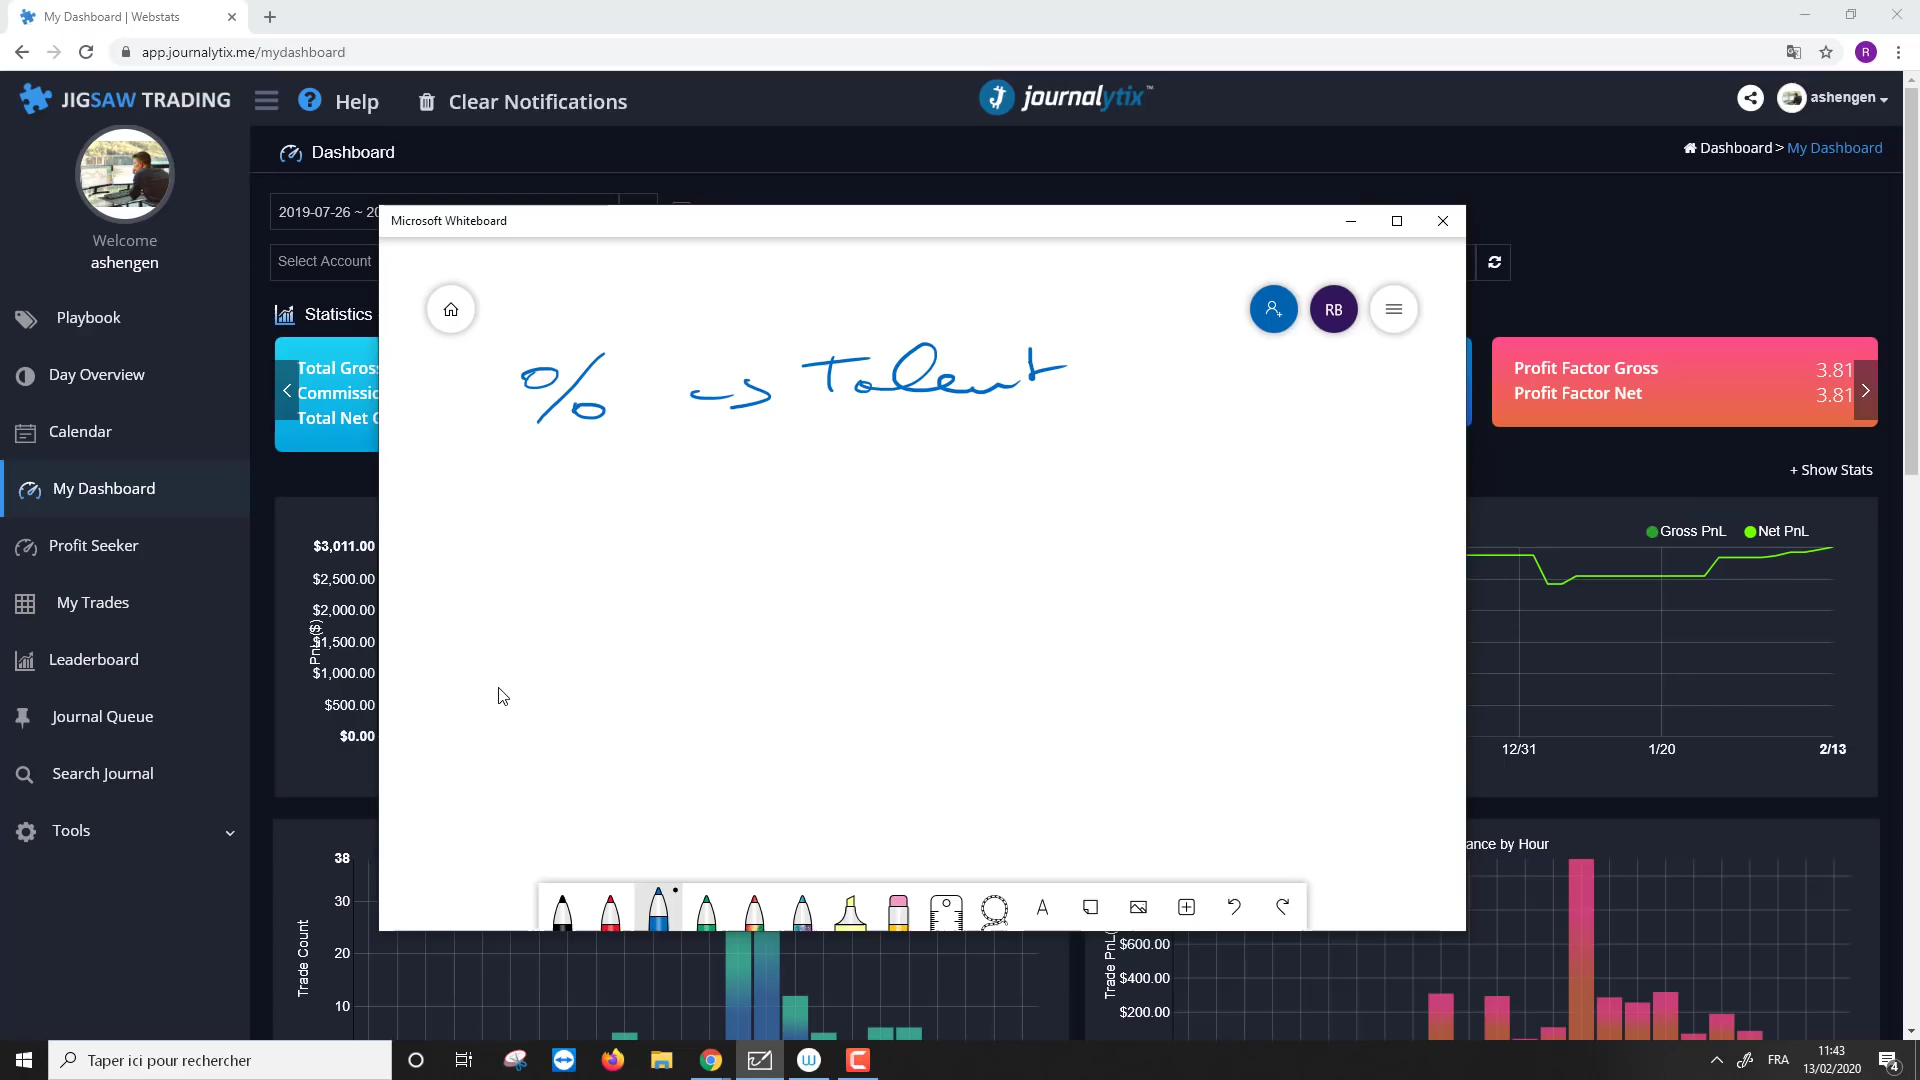 My Dashboard | Webstats
app.journalytix.me/mydashboard
R
JIGSAW TRADING
Help
Clear Notifications
journalytix™
ashengen
Dashboard
Dashboard > My Dashboard
Welcome
ashengen
Playbook
Day Overview
Calendar
My Dashboard
Profit Seeker
My Trades
Leaderboard
Journal Queue
Search Journal
Tools
2019-07-26 ~ 20
Select Account
Statistics
Total Gros
Commissio
Total Net
Microsoft Whiteboard
RB
% -> Talent
Profit Factor Gross 3.81
Profit Factor Net 3.81
+ Show Stats
Gross PnL Net PnL
$3,011.00
$2,500.00
$2,000.00
$1,500.00
$1,000.00
$500.00
$0.00
PnL($)
12/31 1/20 2/13
38
30
20
10
Trade Count
ance by Hour
$600.00
$400.00
$200.00
Trade PnL(
Taper ici pour rechercher
FRA
11:43
13/02/2020
4